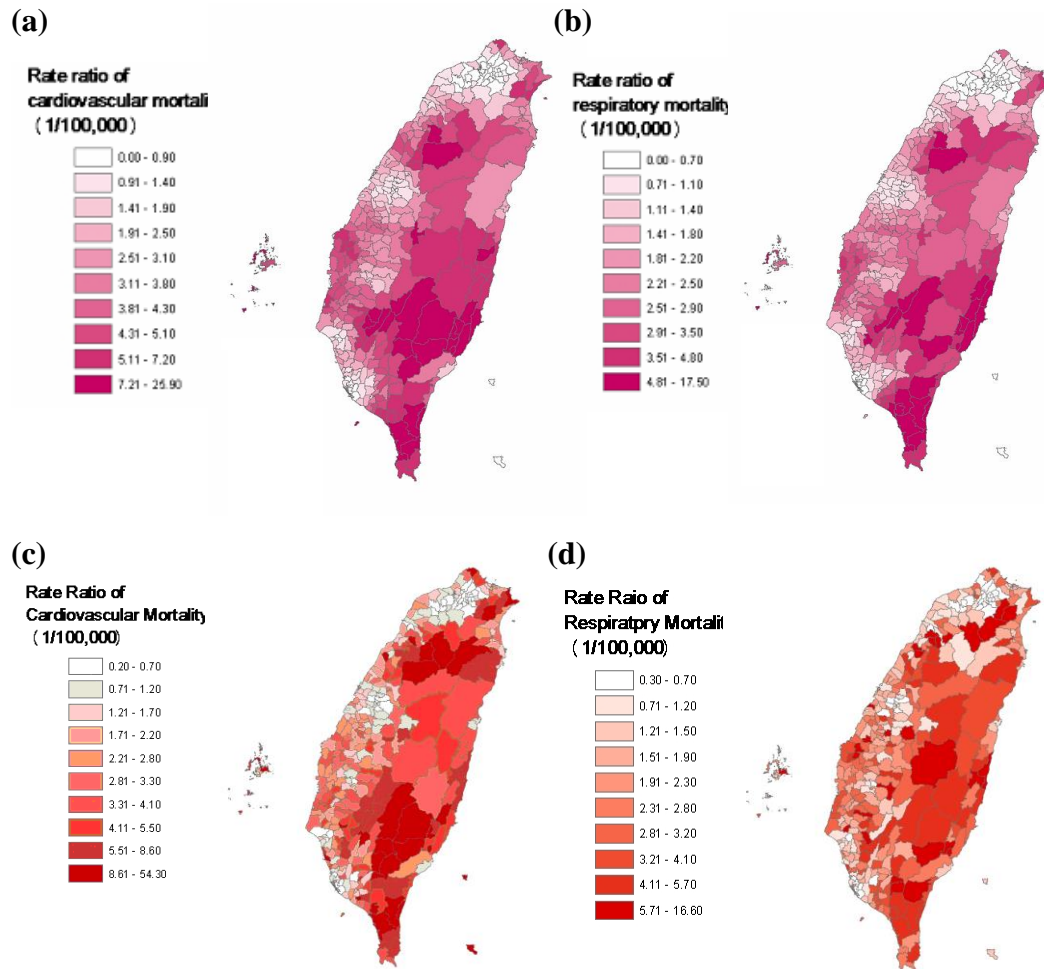 (a)
Rate ratio of
cardiovascular mortali
(1/100,000)
0.00 - 0.90
0.91 - 1.40
1.41 - 1.90
1.91 - 2.50
2.51 - 3.10
3.11 - 3.80
3.81 - 4.30
4.31 - 5.10
5.11 - 7.20
7.21 - 25.90
(b)
Rate ratio of
respiratory mortality
(1/100,000)
0.00 - 0.70
0.71 - 1.10
1.11 - 1.40
1.41 - 1.80
1.81 - 2.20
2.21 - 2.50
2.51 - 2.90
2.91 - 3.50
3.51 - 4.80
4.81 - 17.50
(c)
Rate Ratio of
Cardiovascular Mortality
(1/100,000)
0.20 - 0.70
0.71 - 1.20
1.21 - 1.70
1.71 - 2.20
2.21 - 2.80
2.81 - 3.30
3.31 - 4.10
4.11 - 5.50
5.51 - 8.60
8.61 - 54.30
(d)
Rate Raio of
Respiratpry Mortalit
(1/100,000)
0.30 - 0.70
0.71 - 1.20
1.21 - 1.50
1.51 - 1.90
1.91 - 2.30
2.31 - 2.80
2.81 - 3.20
3.21 - 4.10
4.11 - 5.70
5.71 - 16.60